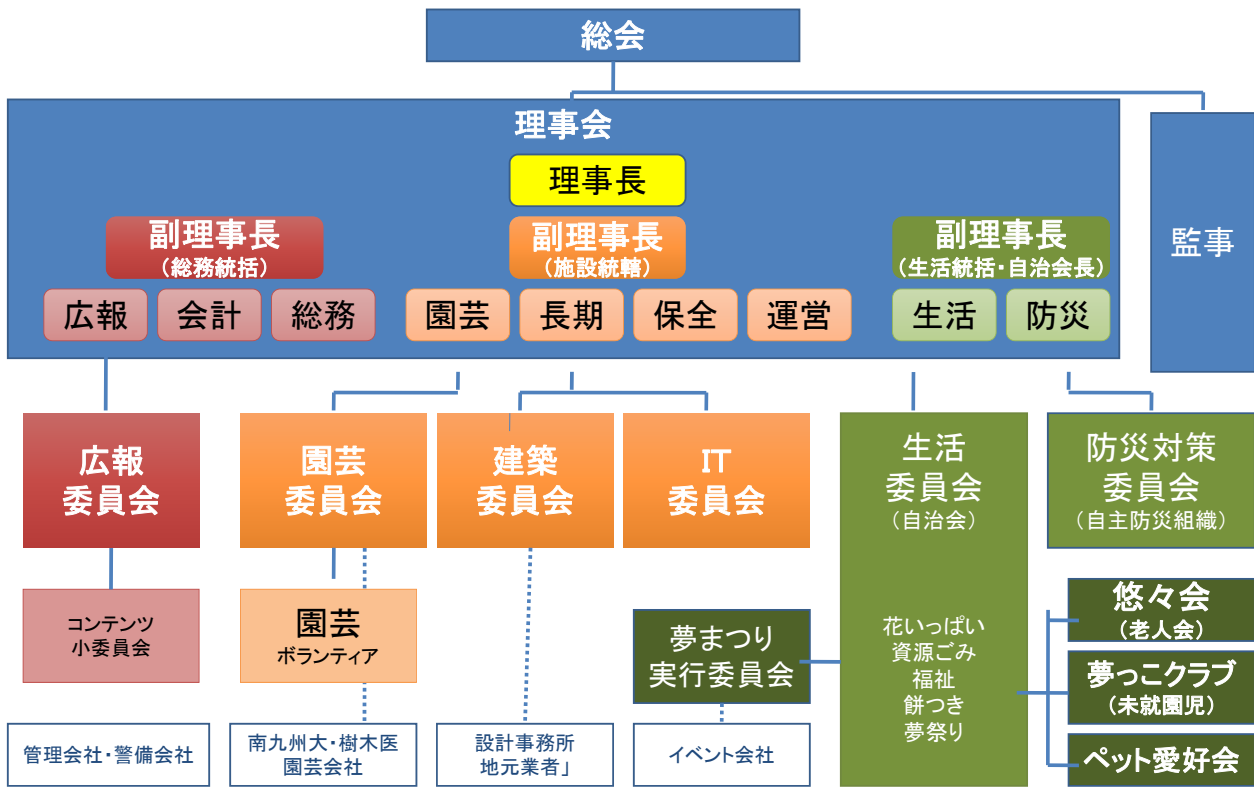 総会
理事会
理事長
副理事長
（総務統括）
副理事長
（施設統轄）
副理事長
（生活統括・自治会長）
監事
広報
会計
総務
園芸
長期
保全
運営
生活
防災
広報
委員会
園芸
委員会
建築
委員会
IT
委員会
生活
委員会
（自治会）
防災対策
委員会
（自主防災組織）
コンテンツ
小委員会
園芸
ボランティア
夢まつり
実行委員会
花いっぱい
資源ごみ
福祉
餅つき
夢祭り
悠々会
（老人会）
夢っこクラブ
（未就園児）
ペット愛好会
管理会社・警備会社
南九州大・樹木医
園芸会社
設計事務所
地元業者」
イベント会社